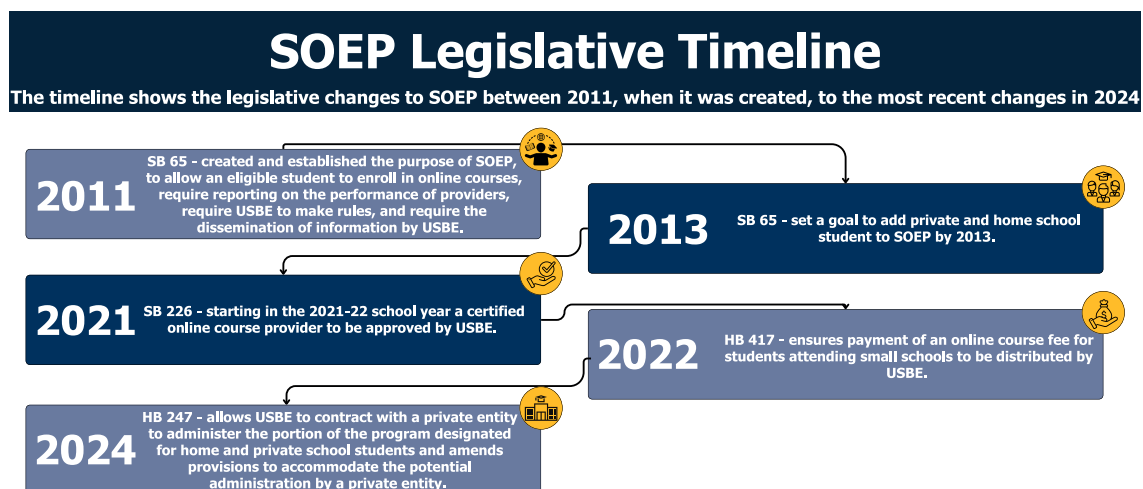 SOEP Legislative Timeline
The timeline shows the legislative changes to SOEP between 2011, when it was created, to the most recent changes in 2024
2011
SB 65 - created and established the purpose of SOEP,
to allow an eligible student to enroll in online courses,
require reporting on the performance of providers,
require USBE to make rules, and require the
dissemination of information by USBE.
2013
SB 65 - set a goal to add private and home school
student to SOEP by 2013.
2021
SB 226 - starting in the 2021-22 school year a certified
online course provider to be approved by USBE.
2022
HB 417 - ensures payment of an online course fee for
students attending small schools to be distributed by
USBE.
2024
HB 247 - allows USBE to contract with a private entity
to administer the portion of the program designated
for home and private school students and amends
provisions to accommodate the potential
administration by a private entity.